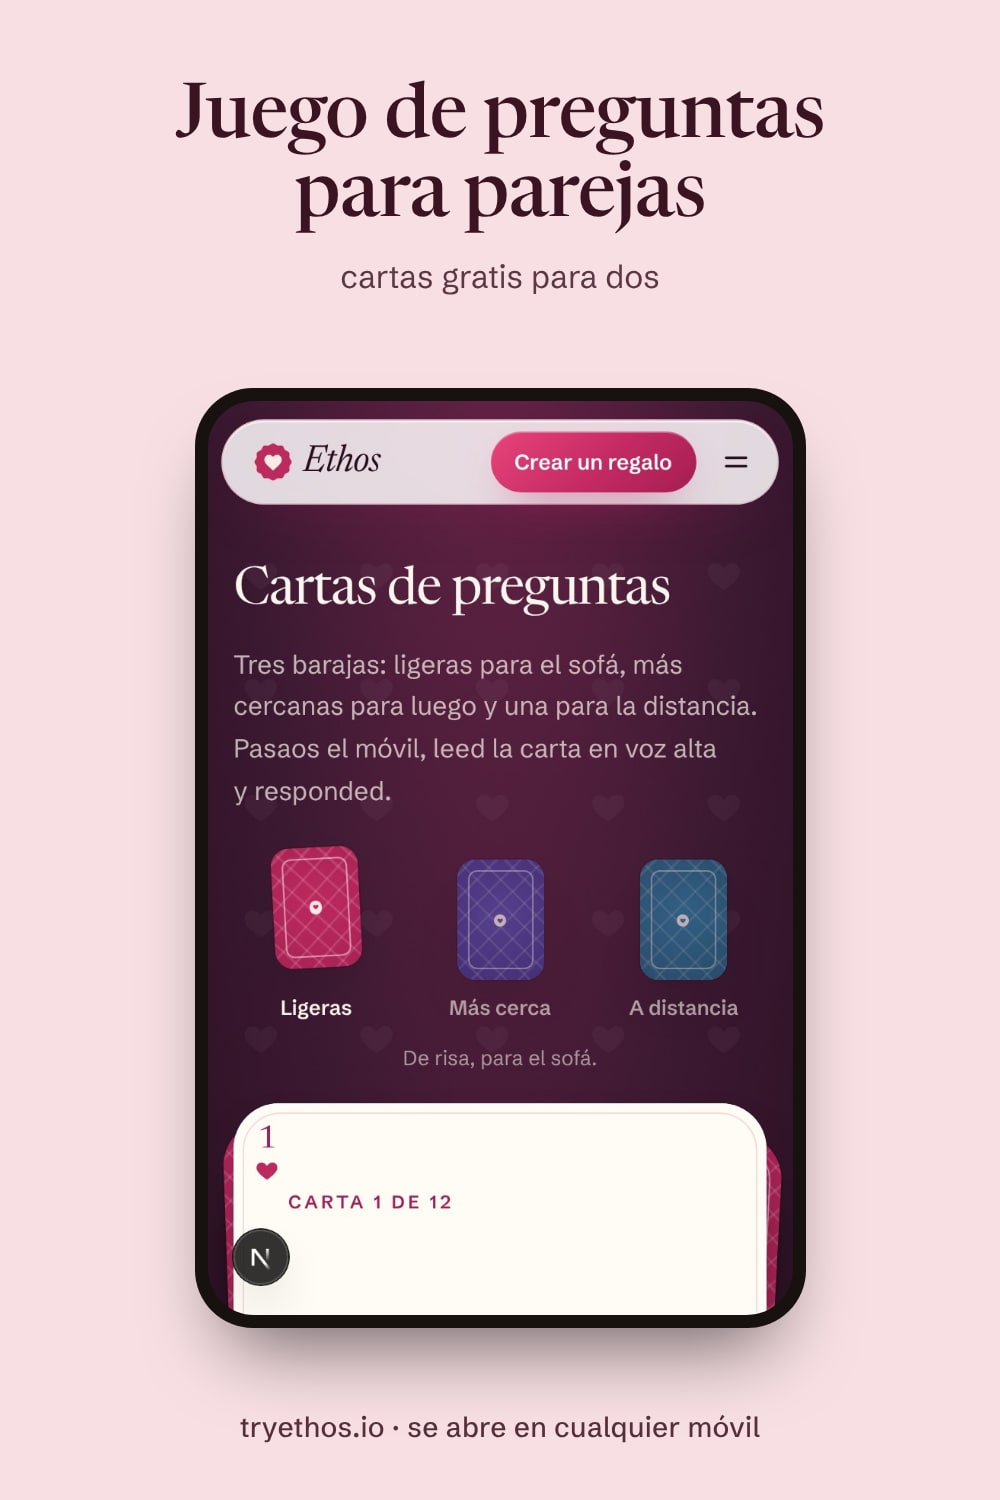 Juego de preguntas
para parejas
cartas gratis para dos
Ethos
Crear un regalo
Cartas de preguntas
Tres barajas: ligeras para el sofá, más
cercanas para luego y una para la distancia.
Pasaos el móvil, leed la carta en voz alta
y responded.
Ligeras
Más cerca
A distancia
De risa, para el sofá.
1
CARTA 1 DE 12
N
tryethos.io · se abre en cualquier móvil